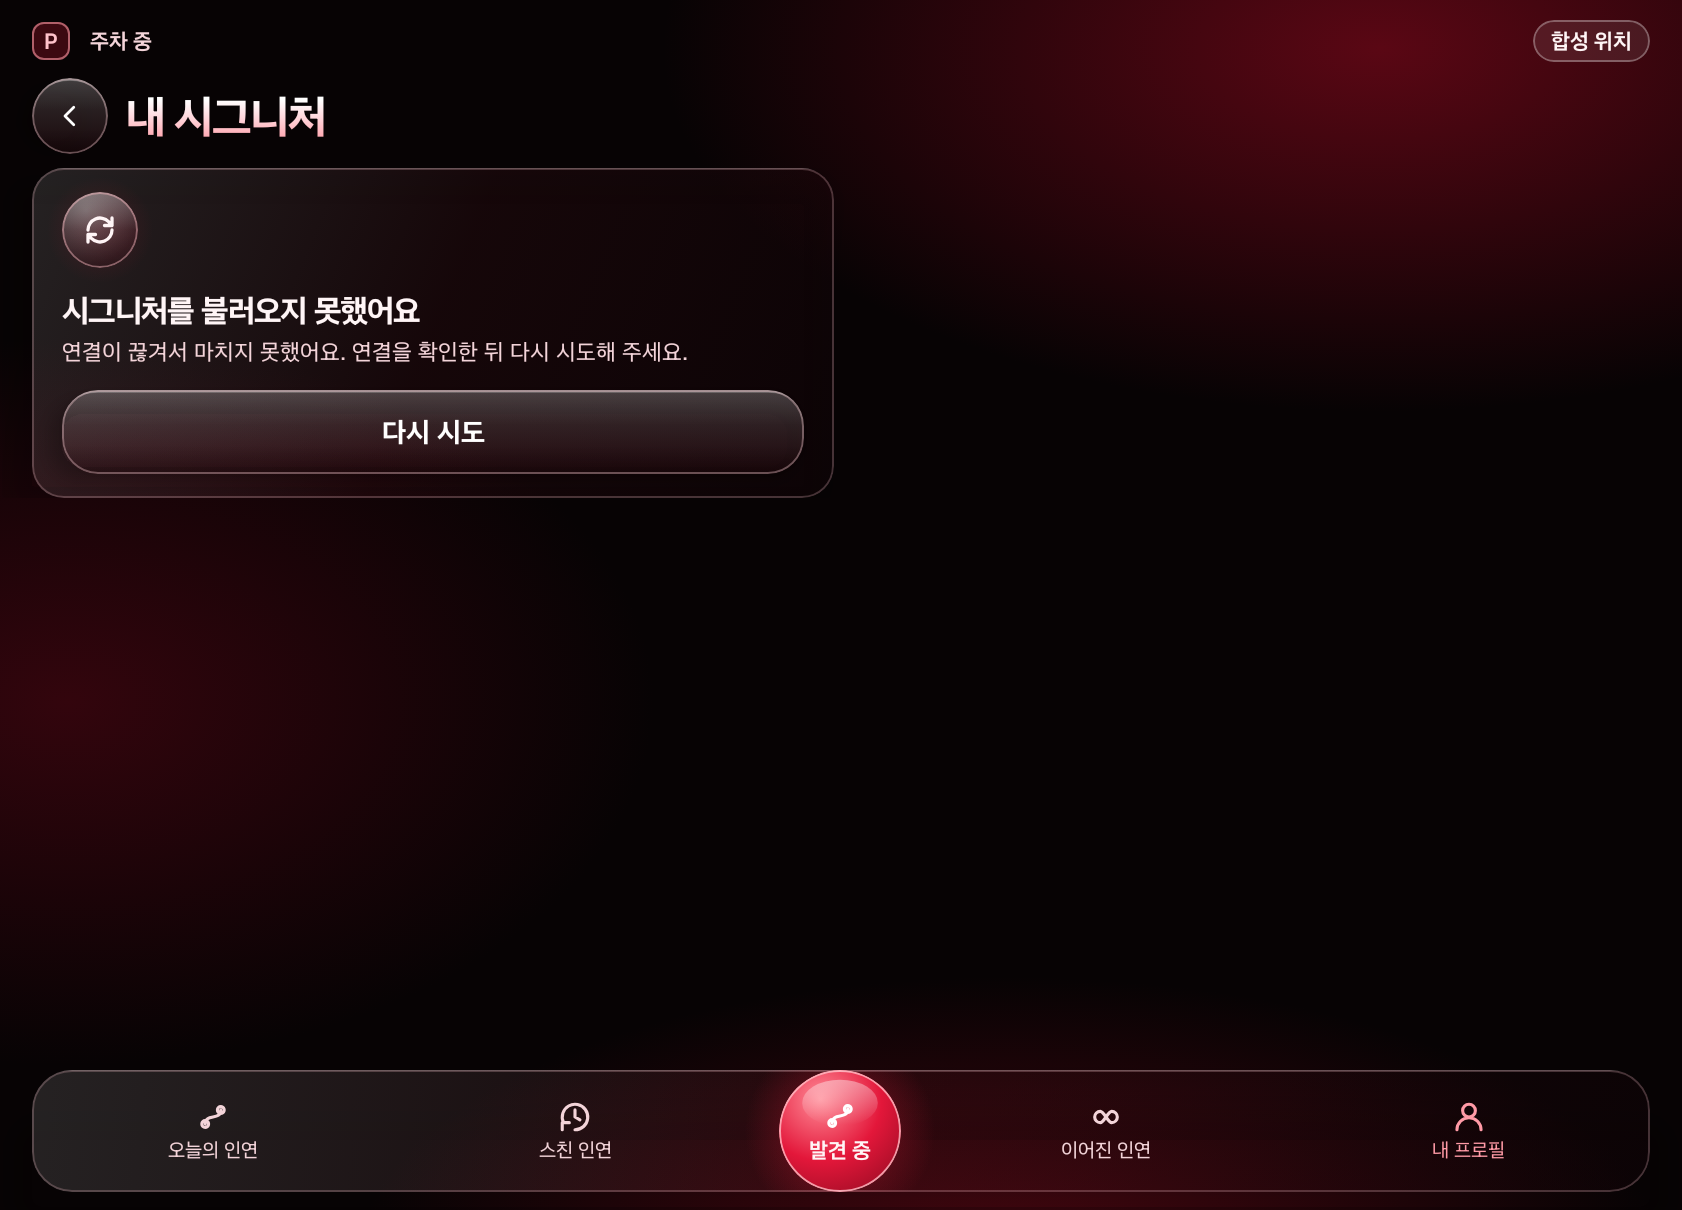 P 주차 중
합성 위치
내 시그니처
시그니처를 불러오지 못했어요
연결이 끊겨서 마치지 못했어요. 연결을 확인한 뒤 다시 시도해 주세요.
다시 시도
오늘의 인연
스친 인연
발견 중
이어진 인연
내 프로필